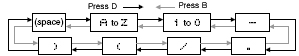 Press D Press B
(space) A to Z 1 to 0 –
) ( / .